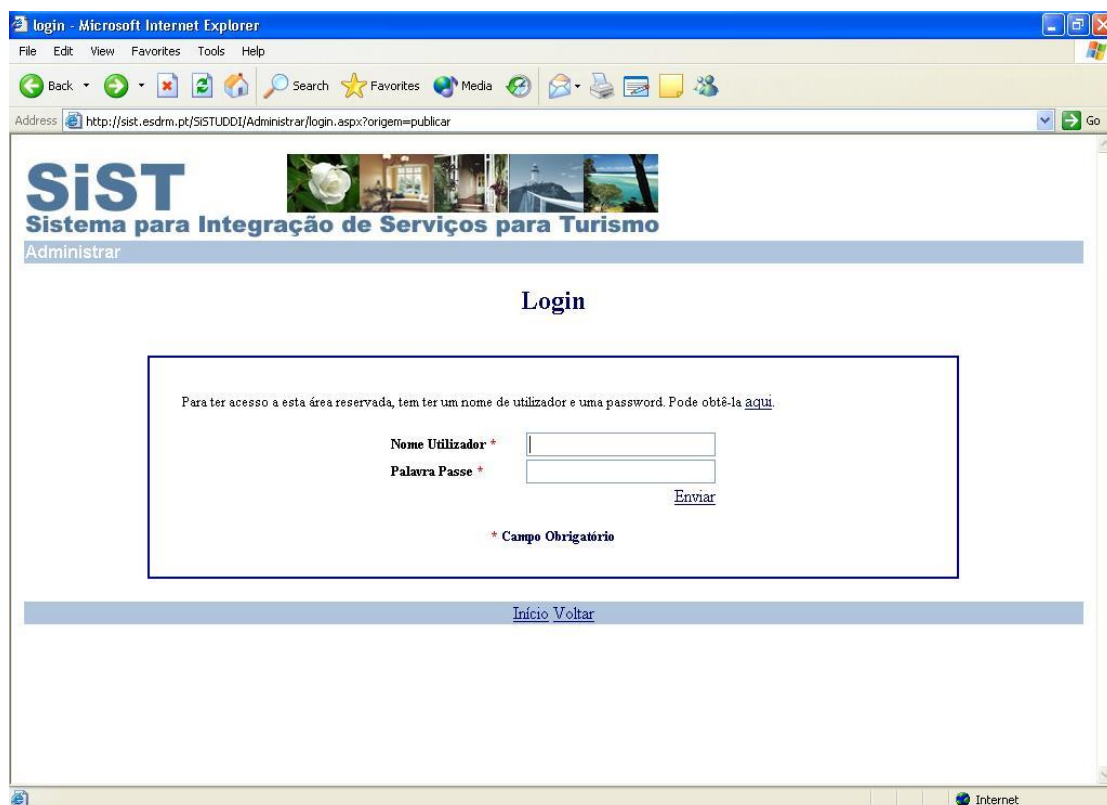 login - Microsoft Internet Explorer
File Edit View Favorites Tools Help
Back Search Favorites Media
Address http://sist.esdrm.pt/SiSTUDDI/Administrar/login.aspx?origem=publicar Go
SiST
Sistema para Integração de Serviços para Turismo
Administrar
Login
Para ter acesso a esta área reservada, tem ter um nome de utilizador e uma password. Pode obtê-la aqui.
Nome Utilizador *
Palavra Passe *
Enviar
* Campo Obrigatório
Início Voltar
Internet